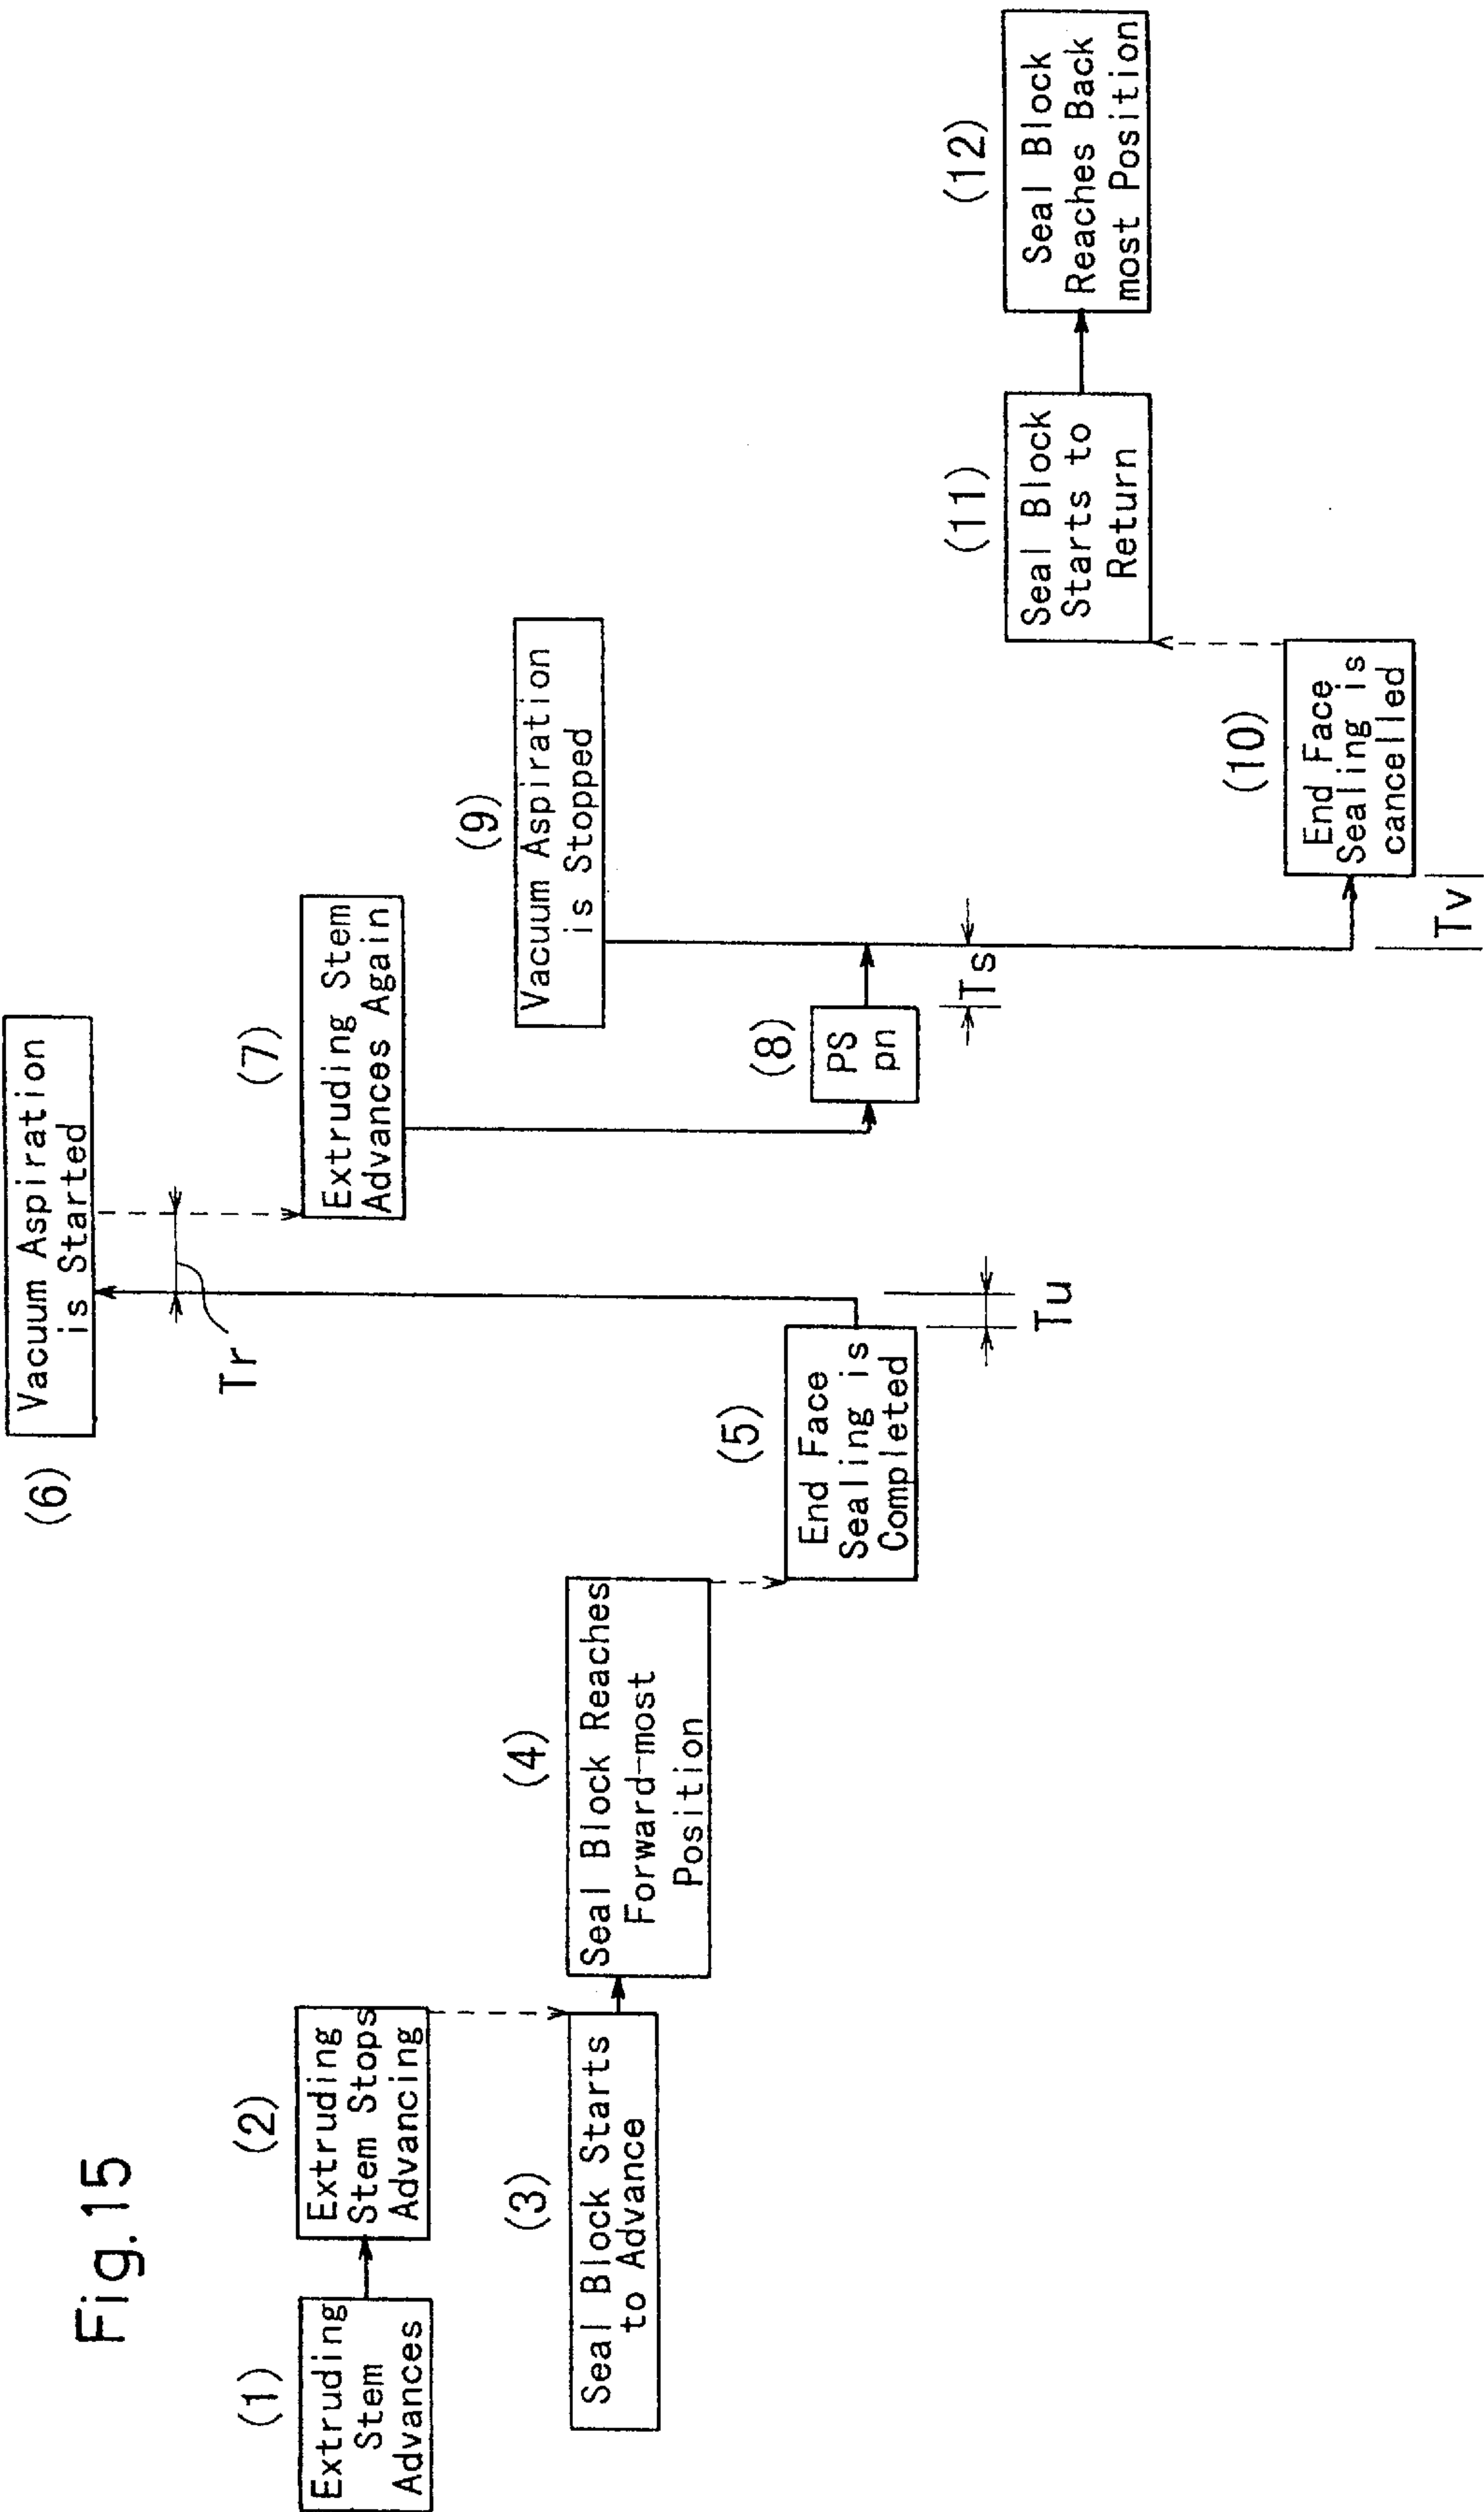 Fig.15
(1)
Extruding
Stem
Advances
(2)
Extruding
Stem Stops
Advancing
(3)
Seal Block Starts
to Advance
(4)
Seal Block Reaches
Forward-most
Position
(5)
End Face
Sealing is
Completed
Tu
(6)
Vacuum Aspiration
is Started
Tr
(7)
Extruding Stem
Advances Again
(8)
PS
pn
Ts
(9)
Vacuum Aspiration
is Stopped
(10)
End Face
Sealing is
cancelled
Tv
(11)
Seal Block
Starts to
Return
(12)
Seal Block
Reaches Back
most Position